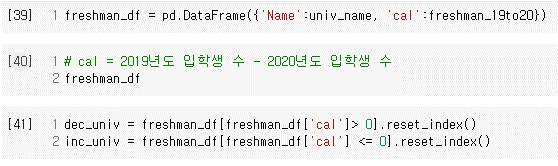 [39] 1 freshman_df = pd.DataFrame({'Name':univ_name, 'cal':freshman_19to20})
[40] 1 # cal = 2019년도 입학생 수 - 2020년도 입학생 수
2 freshman_df
[41] 1 dec_univ = freshman_df[freshman_df['cal']> 0].reset_index()
2 inc_univ = freshman_df[freshman_df['cal'] <= 0].reset_index()